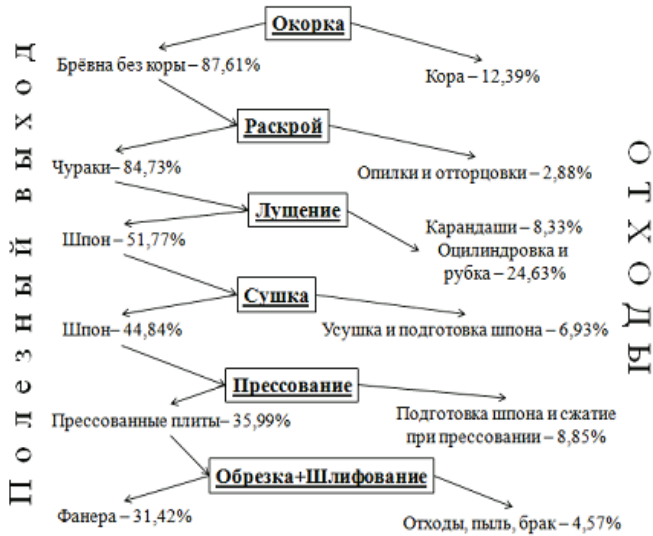 Окорка
Брёвна без коры – 87,61%
Кора – 12,39%
Раскрой
Чураки– 84,73%
Опилки и отторцовки – 2,88%
Лущение
Шпон – 51,77%
Карандаши – 8,33%
Оцилиндровка и
рубка – 24,63%
Сушка
Шпон– 44,84%
Усушка и подготовка шпона – 6,93%
Прессование
Прессованные плиты – 35,99%
Подготовка шпона и сжатие
при прессовании – 8,85%
Обрезка+Шлифование
Фанера – 31,42%
Отходы, пыль, брак – 4,57%
Полезный выход
ОТХОДЫ